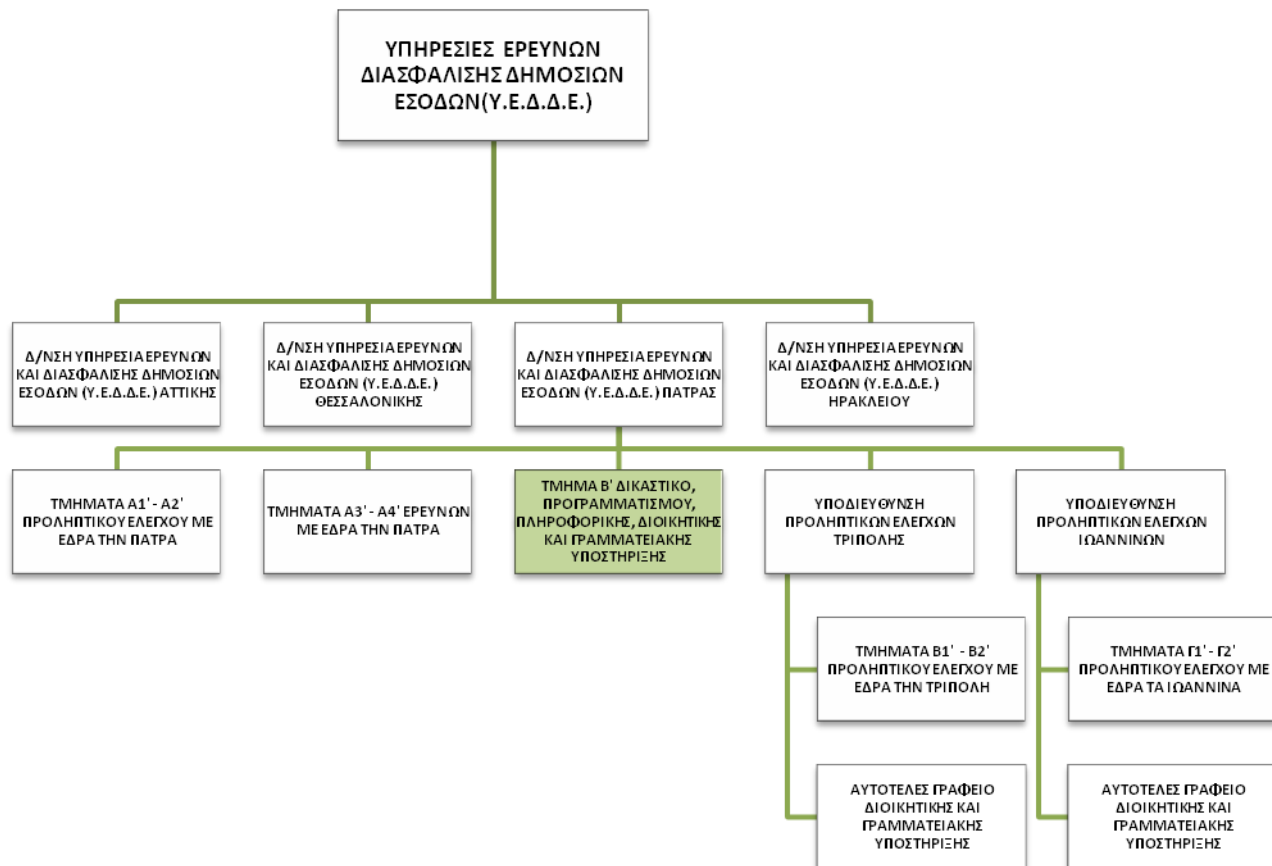 ΥΠΗΡΕΣΙΕΣ ΕΡΕΥΝΩΝ
ΔΙΑΣΦΑΛΙΣΗΣ ΔΗΜΟΣΙΩΝ
ΕΣΟΔΩΝ(Υ.Ε.Δ.Δ.Ε.)
Δ/ΝΣΗ ΥΠΗΡΕΣΙΑ ΕΡΕΥΝΩΝ
ΚΑΙ ΔΙΑΣΦΑΛΙΣΗΣ ΔΗΜΟΣΙΩΝ
ΕΣΟΔΩΝ (Υ.Ε.Δ.Δ.Ε.) ΑΤΤΙΚΗΣ
Δ/ΝΣΗ ΥΠΗΡΕΣΙΑ ΕΡΕΥΝΩΝ
ΚΑΙ ΔΙΑΣΦΑΛΙΣΗΣ ΔΗΜΟΣΙΩΝ
ΕΣΟΔΩΝ (Υ.Ε.Δ.Δ.Ε.)
ΘΕΣΣΑΛΟΝΙΚΗΣ
Δ/ΝΣΗ ΥΠΗΡΕΣΙΑ ΕΡΕΥΝΩΝ
ΚΑΙ ΔΙΑΣΦΑΛΙΣΗΣ ΔΗΜΟΣΙΩΝ
ΕΣΟΔΩΝ (Υ.Ε.Δ.Δ.Ε.) ΠΑΤΡΑΣ
Δ/ΝΣΗ ΥΠΗΡΕΣΙΑ ΕΡΕΥΝΩΝ
ΚΑΙ ΔΙΑΣΦΑΛΙΣΗΣ ΔΗΜΟΣΙΩΝ
ΕΣΟΔΩΝ (Υ.Ε.Δ.Δ.Ε.)
ΗΡΑΚΛΕΙΟΥ
ΤΜΗΜΑΤΑ Α1' - Α2'
ΠΡΟΛΗΠΤΙΚΟΥ ΕΛΕΓΧΟΥ ΜΕ
ΕΔΡΑ ΤΗΝ ΠΑΤΡΑ
ΤΜΗΜΑΤΑ Α3' - Α4' ΕΡΕΥΝΩΝ
ΜΕ ΕΔΡΑ ΤΗΝ ΠΑΤΡΑ
ΤΜΗΜΑ Β' ΔΙΚΑΣΤΙΚΟ,
ΠΡΟΓΡΑΜΜΑΤΙΣΜΟΥ,
ΠΛΗΡΟΦΟΡΙΚΗΣ, ΔΙΟΙΚΗΤΙΚΗΣ
ΚΑΙ ΓΡΑΜΜΑΤΕΙΑΚΗΣ
ΥΠΟΣΤΗΡΙΞΗΣ
ΥΠΟΔΙΕΥΘΥΝΣΗ
ΠΡΟΛΗΠΤΙΚΩΝ ΕΛΕΓΧΩΝ
ΤΡΙΠΟΛΗΣ
ΥΠΟΔΙΕΥΘΥΝΣΗ
ΠΡΟΛΗΠΤΙΚΩΝ ΕΛΕΓΧΩΝ
ΙΩΑΝΝΙΝΩΝ
ΤΜΗΜΑΤΑ Β1' - Β2'
ΠΡΟΛΗΠΤΙΚΟΥ ΕΛΕΓΧΟΥ ΜΕ
ΕΔΡΑ ΤΗΝ ΤΡΙΠΟΛΗ
ΤΜΗΜΑΤΑ Γ1' - Γ2'
ΠΡΟΛΗΠΤΙΚΟΥ ΕΛΕΓΧΟΥ ΜΕ
ΕΔΡΑ ΤΑ ΙΩΑΝΝΙΝΑ
ΑΥΤΟΤΕΛΕΣ ΓΡΑΦΕΙΟ
ΔΙΟΙΚΗΤΙΚΗΣ ΚΑΙ
ΓΡΑΜΜΑΤΕΙΑΚΗΣ
ΥΠΟΣΤΗΡΙΞΗΣ
ΑΥΤΟΤΕΛΕΣ ΓΡΑΦΕΙΟ
ΔΙΟΙΚΗΤΙΚΗΣ ΚΑΙ
ΓΡΑΜΜΑΤΕΙΑΚΗΣ
ΥΠΟΣΤΗΡΙΞΗΣ